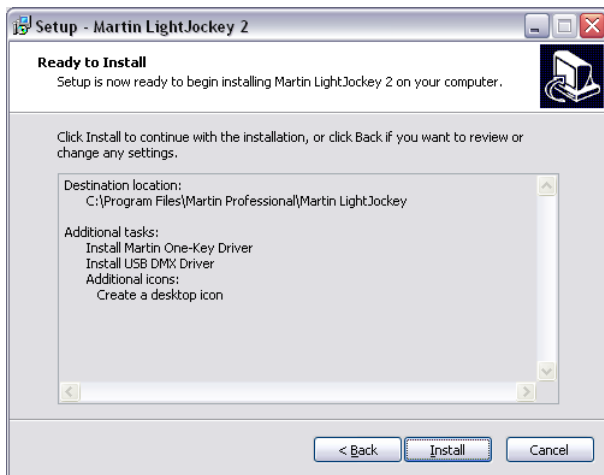 Setup - Martin LightJockey 2
Ready to Install
Setup is now ready to begin installing Martin LightJockey 2 on your computer.
Click Install to continue with the installation, or click Back if you want to review or
change any settings.
Destination location:
C:\Program Files\Martin Professional\Martin LightJockey
Additional tasks:
Install Martin One-Key Driver
Install USB DMX Driver
Additional icons:
Create a desktop icon
< Back
Install
Cancel